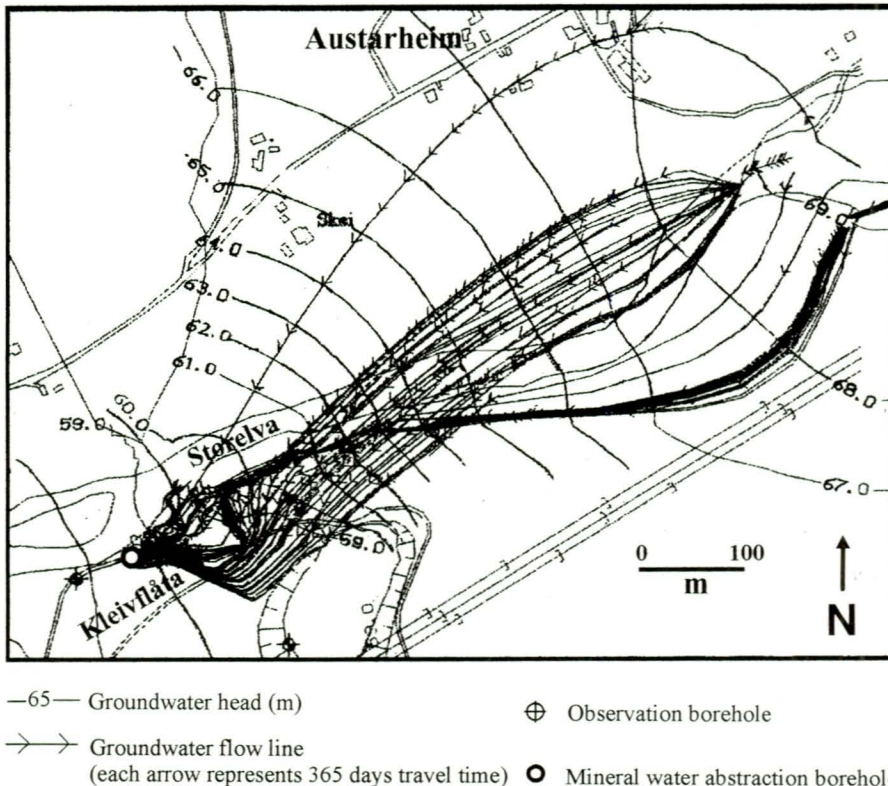 Austarheim
66.0
65.0
Skei
64.0
69.0
63.0
62.0
61.0
60.0
59.0
68.0
Størelva
67.0
59.0
0 100
m
N
Kleivflåta
—65— Groundwater head (m)
Observation borehole
Groundwater flow line
(each arrow represents 365 days travel time)
Mineral water abstraction borehole